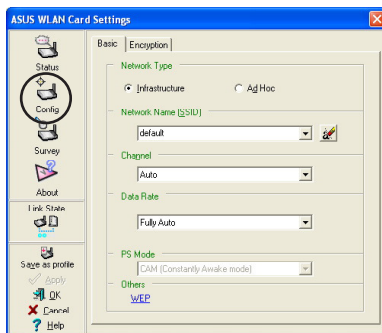 ASUS WLAN Card Settings
Status
Config
Survey
About
Link State
Save as profile
Apply
OK
Cancel
Help
Basic Encryption
Network Type
Infrastructure Ad Hoc
Network Name (SSID)
default
Channel
Auto
Data Rate
Fully Auto
PS Mode
CAM (Constantly Awake mode)
Others
WEP